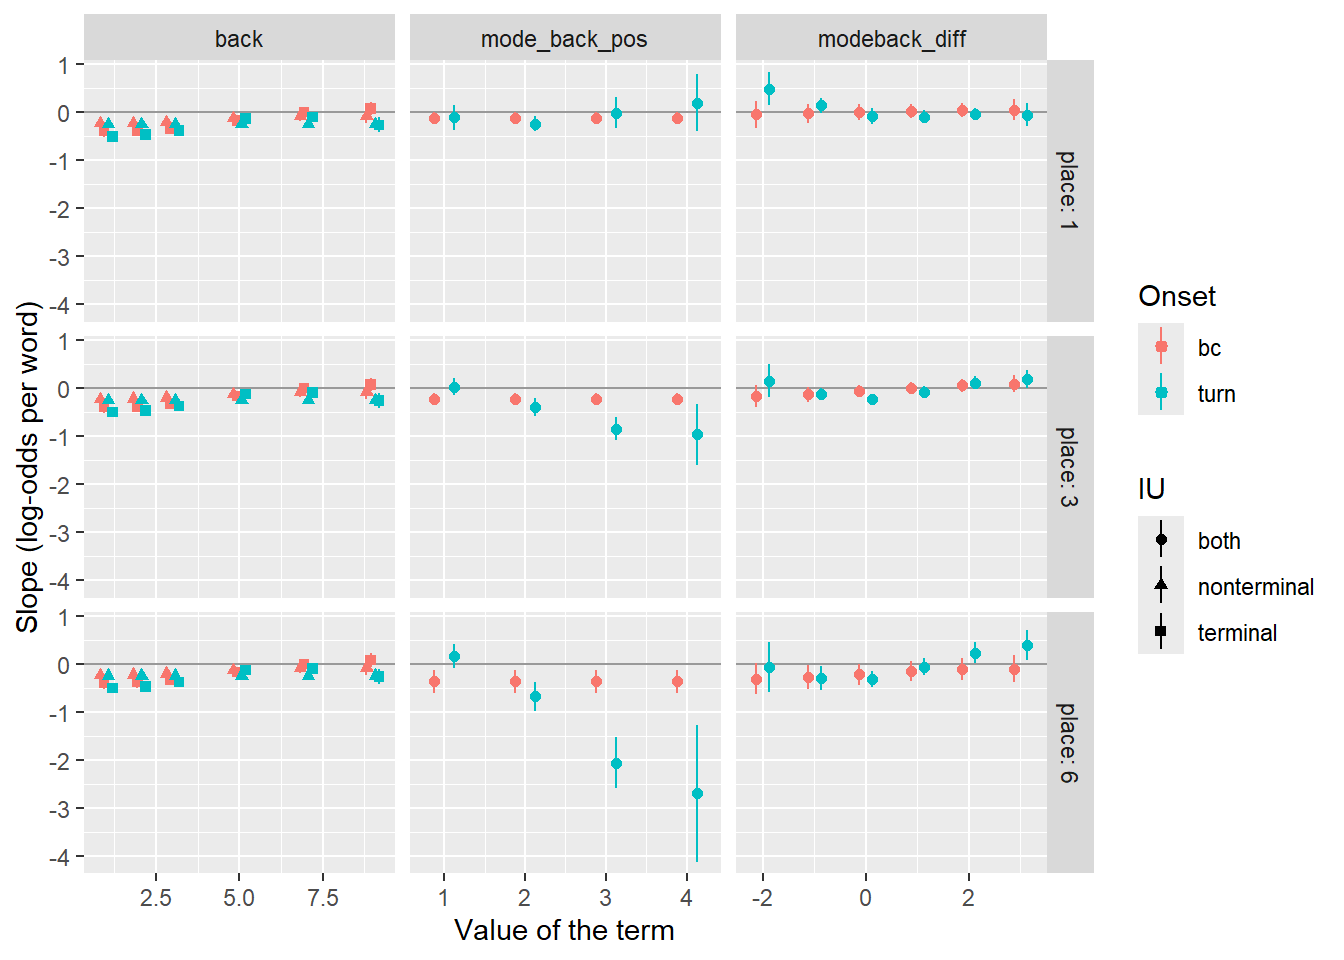 back
mode_back_pos
modeback_diff
1
0
-1
-2
-3
-4
place: 1
1
0
-1
-2
-3
-4
place: 3
1
0
-1
-2
-3
-4
place: 6
2.5 5.0 7.5
1 2 3 4
-2 0 2
Value of the term
Slope (log-odds per word)
Onset
bc
turn
IU
both
nonterminal
terminal